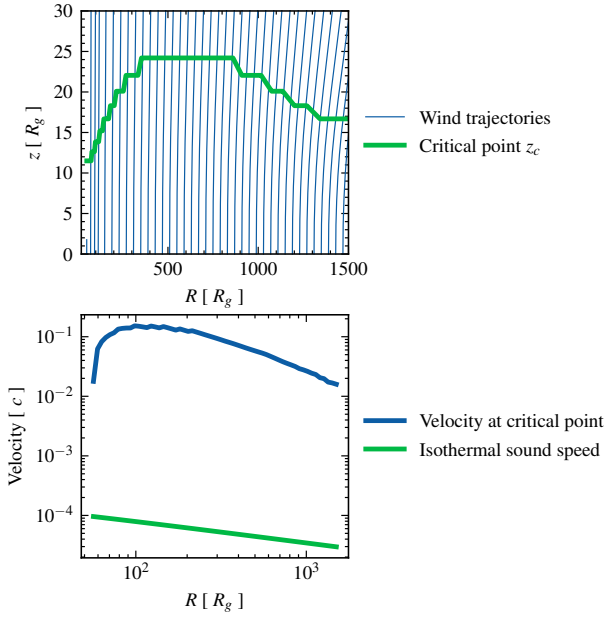 30
25
20
15
10
5
0
z [ R_g ]
500
1000
1500
R [ R_g ]
Wind trajectories
Critical point z_c
10^{-1}
10^{-2}
10^{-3}
10^{-4}
Velocity [ c ]
10^2
10^3
R [ R_g ]
Velocity at critical point
Isothermal sound speed